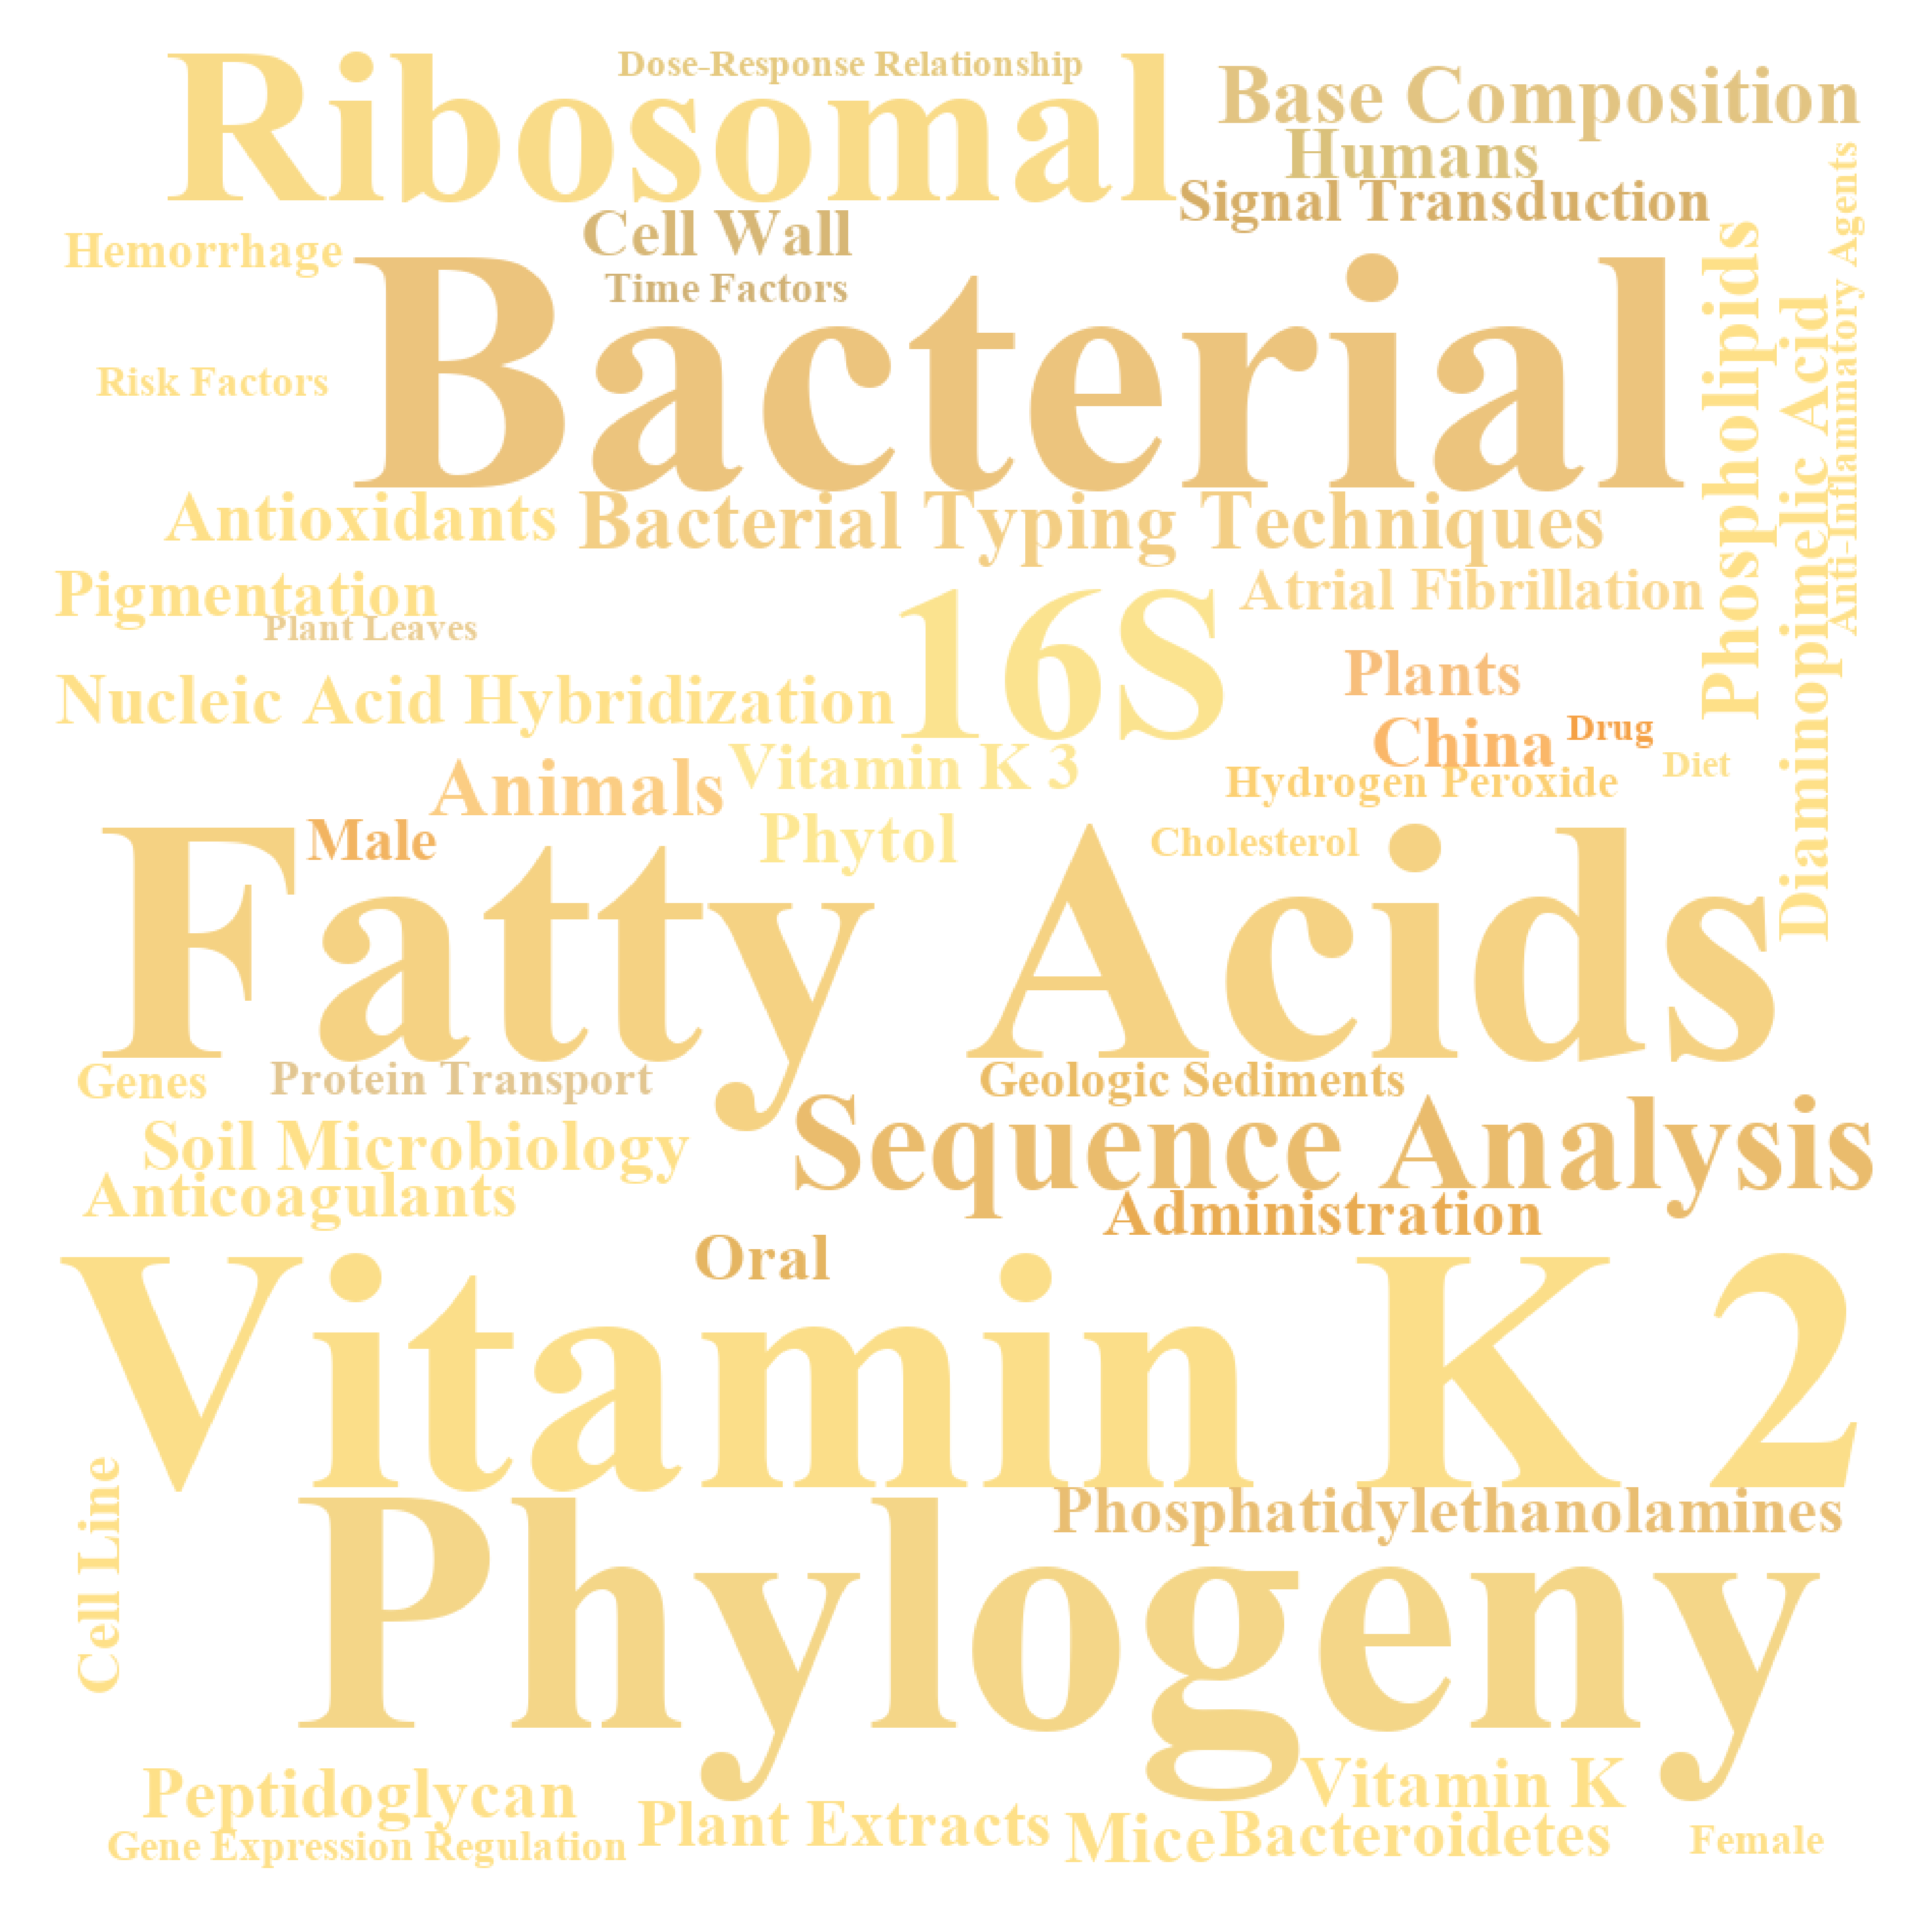 Dose-Response Relationship
Ribosomal
Base Composition
Humans
Signal Transduction
Cell Wall
Hemorrhage
Time Factors
Bacterial
Risk Factors
Phospholipids
Diaminopimelic Acid
Anti-Inflammatory Agents
Antioxidants
Bacterial Typing Techniques
Pigmentation
Plant Leaves
16S
Atrial Fibrillation
Nucleic Acid Hybridization
Plants
China
Drug
Vitamin K 3
Hydrogen Peroxide
Diet
Animals
Male
Phytol
Cholesterol
Fatty Acids
Genes
Protein Transport
Geologic Sediments
Soil Microbiology
Sequence Analysis
Anticoagulants
Administration
Oral
Vitamin K 2
Cell Line
Phosphatidylethanolamines
Phylogeny
Peptidoglycan
Vitamin K
Gene Expression Regulation
Plant Extracts
Mice
Bacteroidetes
Female